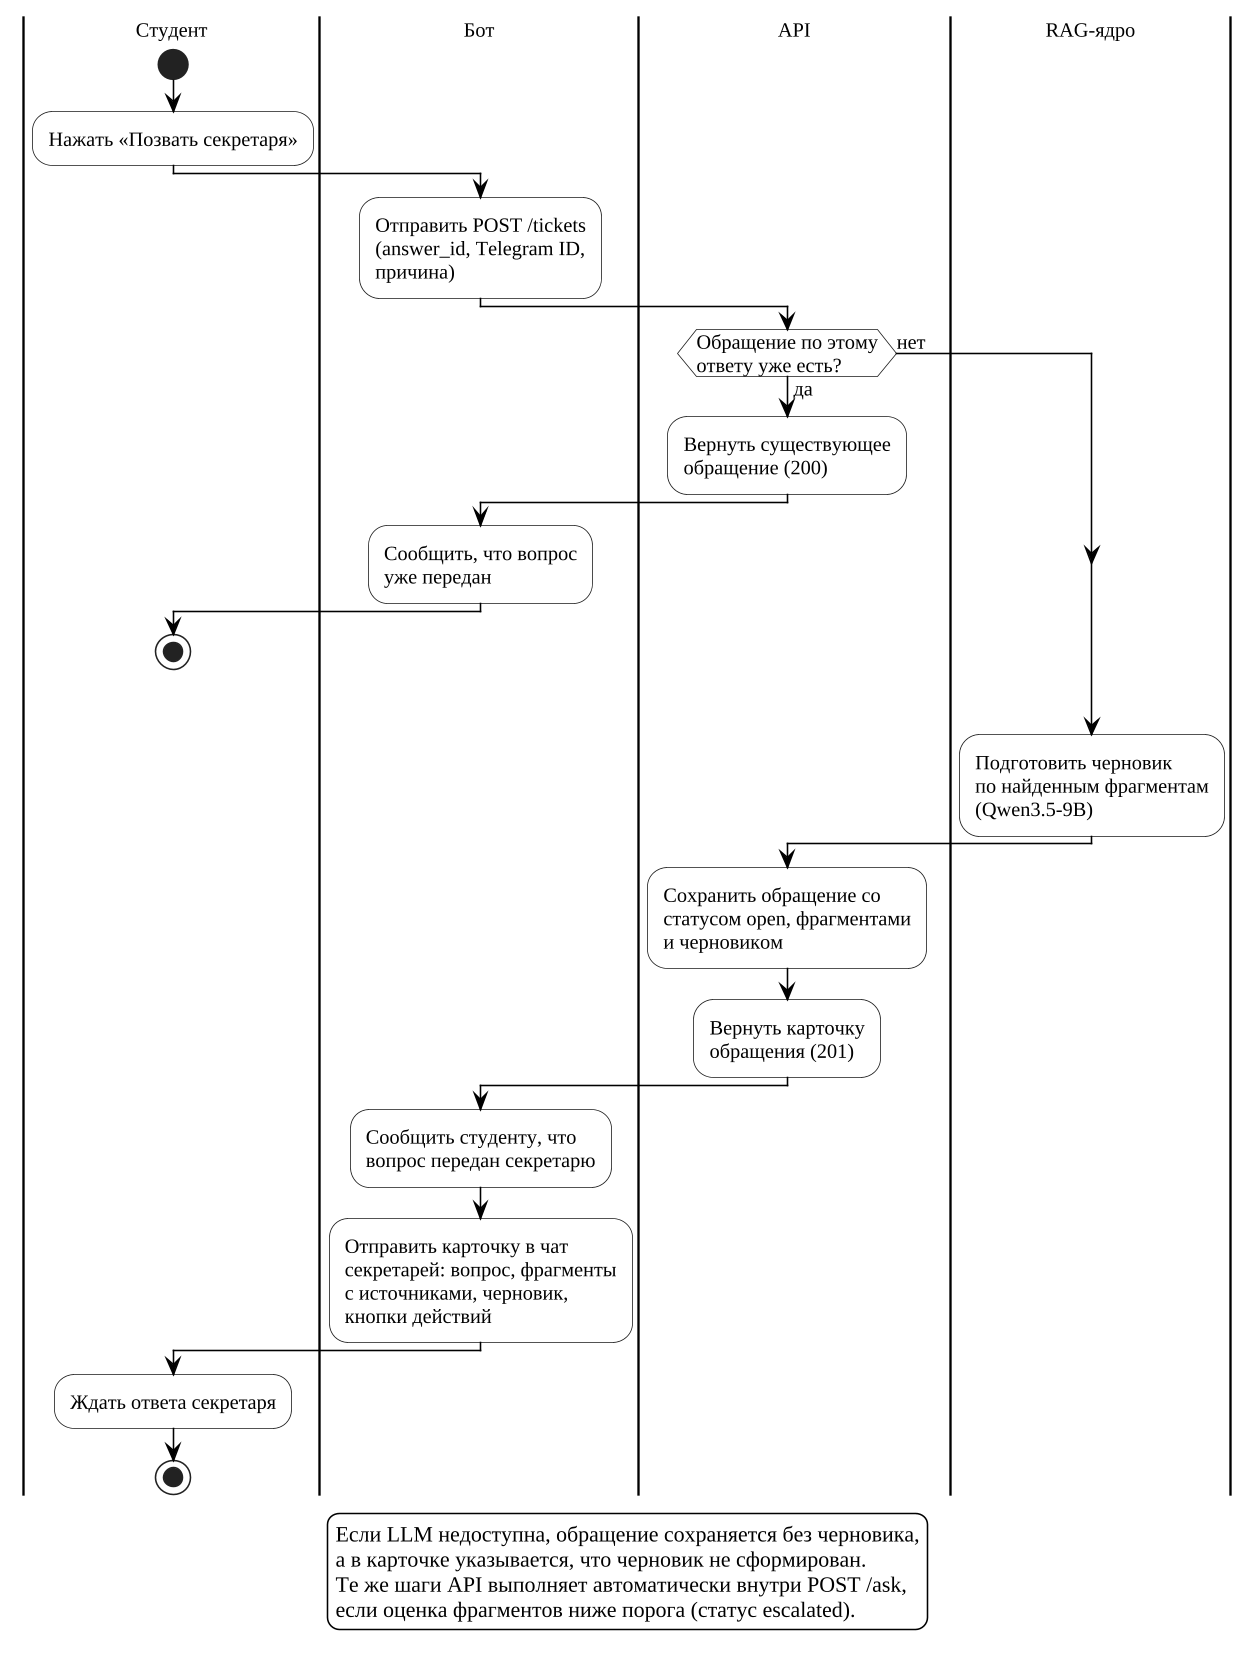 Студент
Бот
API
RAG-ядро
Нажать «Позвать секретаря»
Отправить POST /tickets
(answer_id, Telegram ID,
причина)
Обращение по этому
ответу уже есть?
нет
да
Вернуть существующее
обращение (200)
Сообщить, что вопрос
уже передан
Подготовить черновик
по найденным фрагментам
(Qwen3.5-9B)
Сохранить обращение со
статусом open, фрагментами
и черновиком
Вернуть карточку
обращения (201)
Сообщить студенту, что
вопрос передан секретарю
Отправить карточку в чат
секретарей: вопрос, фрагменты
с источниками, черновик,
кнопки действий
Ждать ответа секретаря
Если LLM недоступна, обращение сохраняется без черновика,
а в карточке указывается, что черновик не сформирован.
Те же шаги API выполняет автоматически внутри POST /ask,
если оценка фрагментов ниже порога (статус escalated).